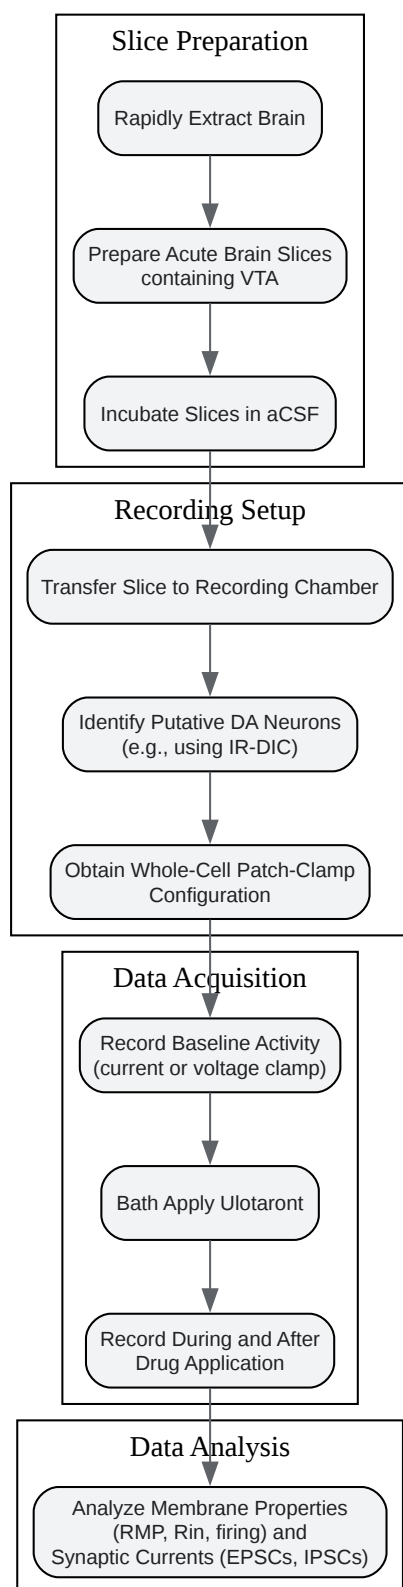 Slice Preparation
Rapidly Extract Brain
Prepare Acute Brain Slices
containing VTA
Incubate Slices in aCSF
Recording Setup
Transfer Slice to Recording Chamber
Identify Putative DA Neurons
(e.g., using IR-DIC)
Obtain Whole-Cell Patch-Clamp
Configuration
Data Acquisition
Record Baseline Activity
(current or voltage clamp)
Bath Apply Ulotaront
Record During and After
Drug Application
Data Analysis
Analyze Membrane Properties
(RMP, Rin, firing) and
Synaptic Currents (EPSCs, IPSCs)